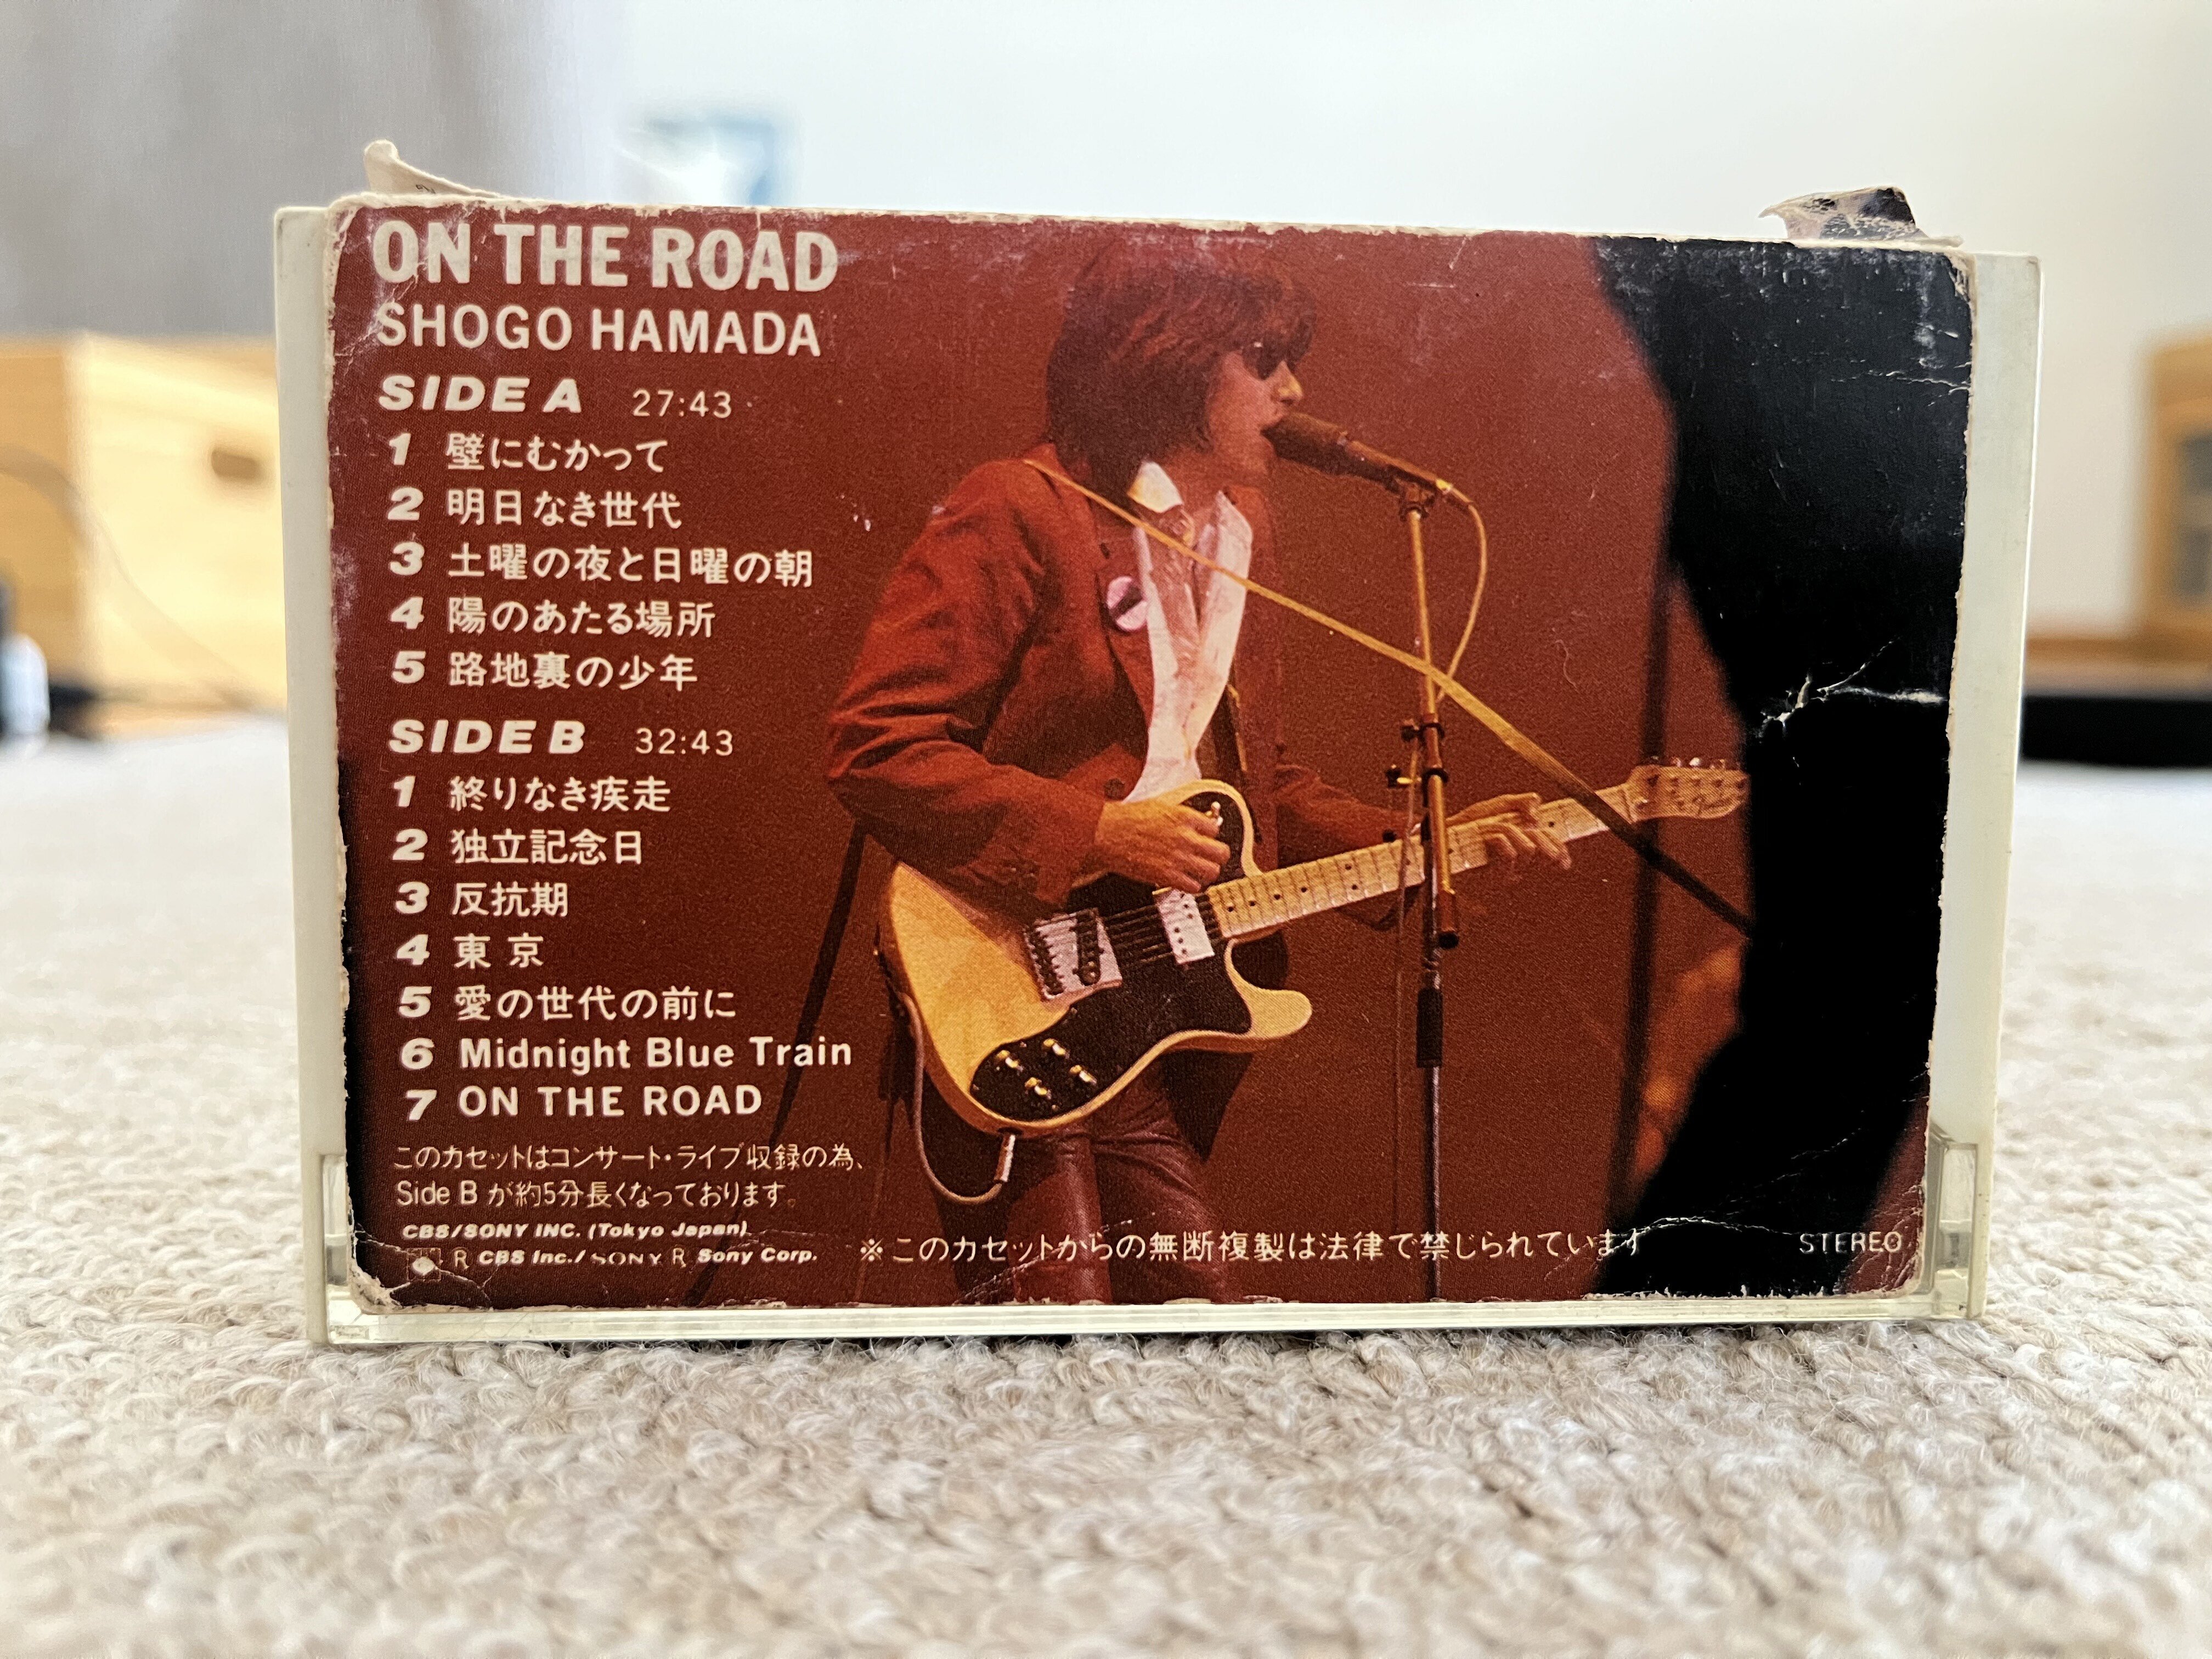 ON THE ROAD
SHOGO HAMADA
SIDE A 27:43
1 壁にむかって
2 明日なき世代
3 土曜の夜と日曜の朝
4 陽のあたる場所
5 路地裏の少年
SIDE B 32:43
1 終りなき疾走
2 独立記念日
3 反抗期
4 東京
5 愛の世代の前に
6 Midnight Blue Train
7 ON THE ROAD
このカセットはコンサート・ライブ収録の為、
Side B が約5分長くなっております。
CBS/SONY INC. (Tokyo Japan)
R CBS Inc./SONY R Sony Corp.
※このカセットからの無断複製は法律で禁じられています
STEREO
Fender